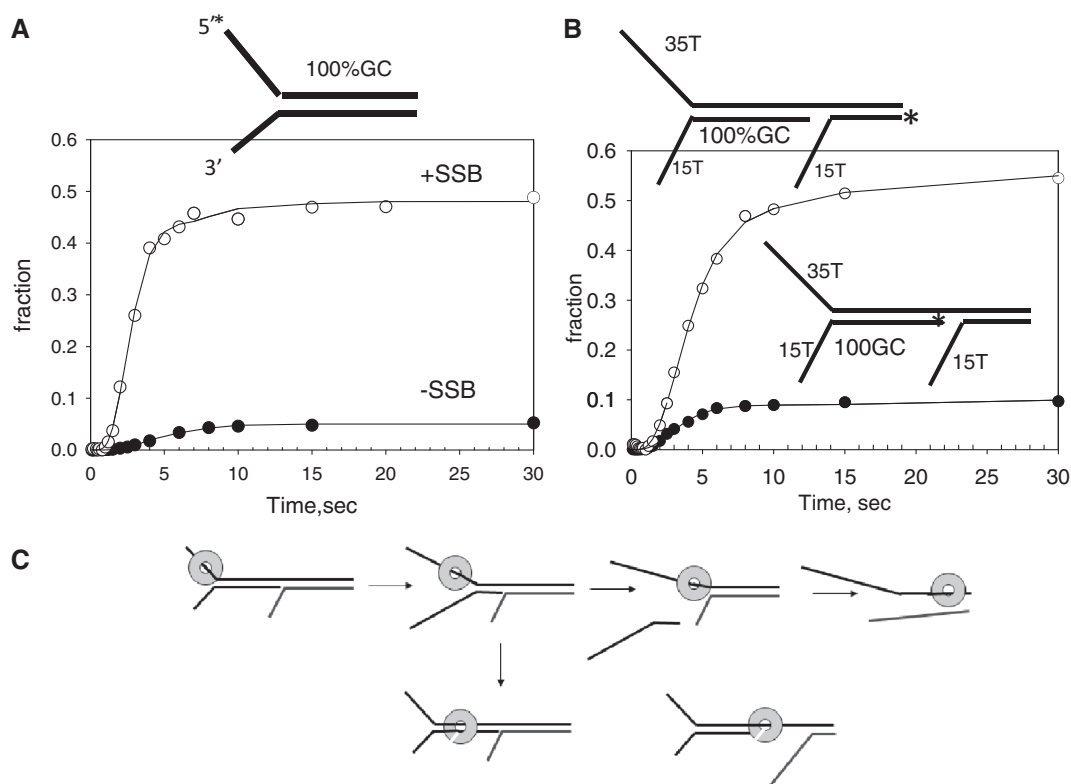 A
5'*
100%GC
3'
+SSB
-SSB
fraction
0.6
0.5
0.4
0.3
0.2
0.1
0.0
0 5 10 15 20 25 30
Time,sec
B
35T
100%GC
*
15T
15T
35T
*
15T
100GC
15T
fraction
0.6
0.5
0.4
0.3
0.2
0.1
0.0
0 5 10 15 20 25 30
Time, sec
C